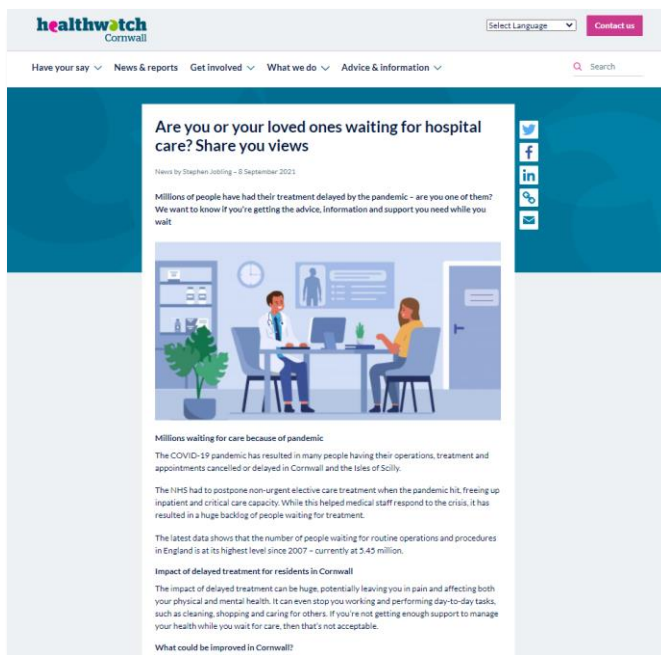 healthwatch
Cornwall
Select Language
Contact us
Have your say News & reports Get involved What we do Advice & information Search
Are you or your loved ones waiting for hospital
care? Share you views
News by Stephen Jobling – 8 September 2021
Millions of people have had their treatment delayed by the pandemic – are you one of them?
We want to know if you're getting the advice, information and support you need while you
wait
Millions waiting for care because of pandemic
The COVID-19 pandemic has resulted in many people having their operations, treatment and
appointments cancelled or delayed in Cornwall and the Isles of Scilly.
The NHS had to postpone non-urgent elective care treatment when the pandemic hit, freeing up
inpatient and critical care capacity. While this helped medical staff respond to the crisis, it has
resulted in a huge backlog of people waiting for treatment.
The latest data shows that the number of people waiting for routine operations and procedures
in England is at its highest level since 2007 – currently at 5.45 million.
Impact of delayed treatment for residents in Cornwall
The impact of delayed treatment can be huge, potentially leaving you in pain and affecting both
your physical and mental health. It can even stop you working and performing day-to-day tasks,
such as cleaning, shopping and caring for others. If you're not getting enough support to manage
your health while you wait for care, then that's not acceptable.
What could be improved in Cornwall?